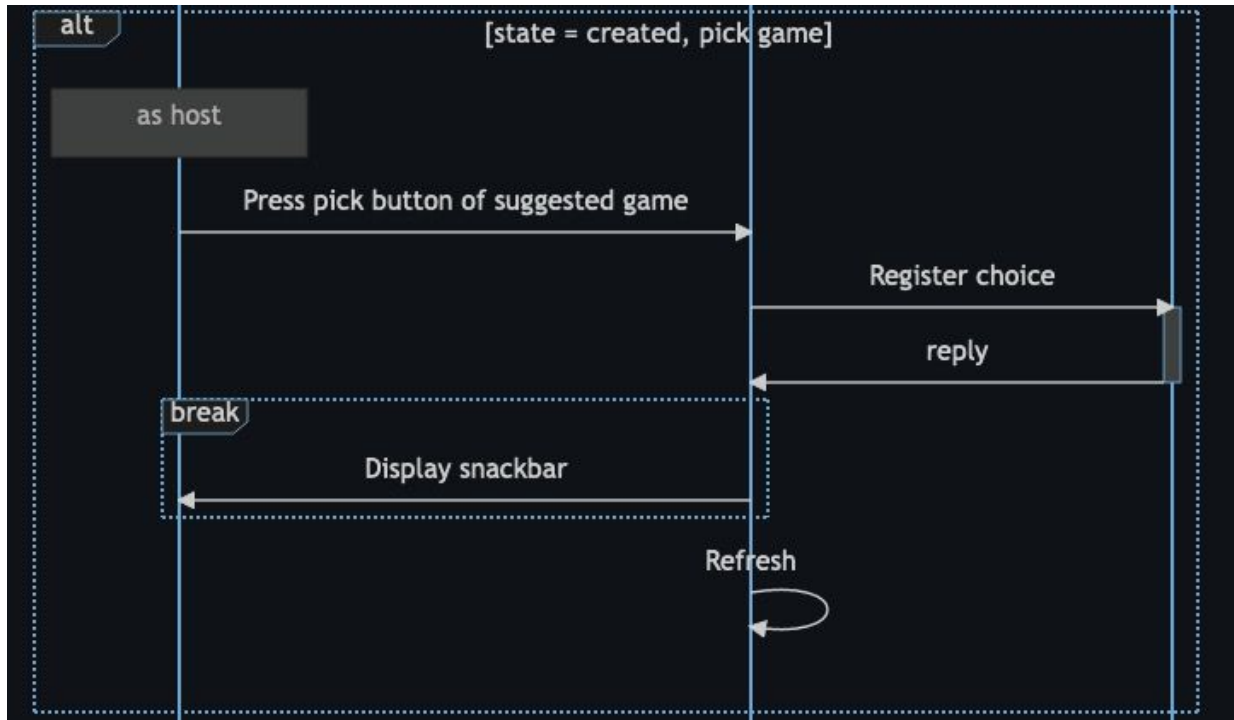 alt
[state = created, pick game]
as host
Press pick button of suggested game
Register choice
reply
break
Display snackbar
Refresh